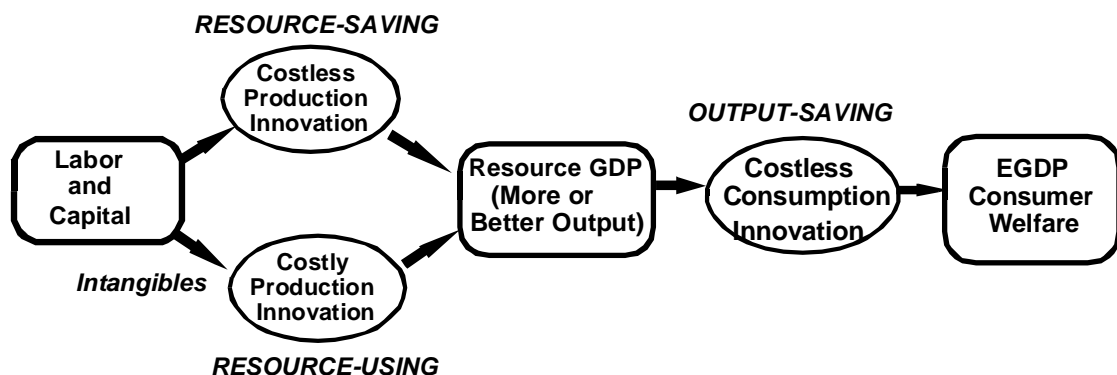 RESOURCE-SAVING
Costless
Production
Innovation
Labor
and
Capital
Intangibles
Costly
Production
Innovation
RESOURCE-USING
Resource GDP
(More or
Better Output)
OUTPUT-SAVING
Costless
Consumption
Innovation
EGDP
Consumer
Welfare